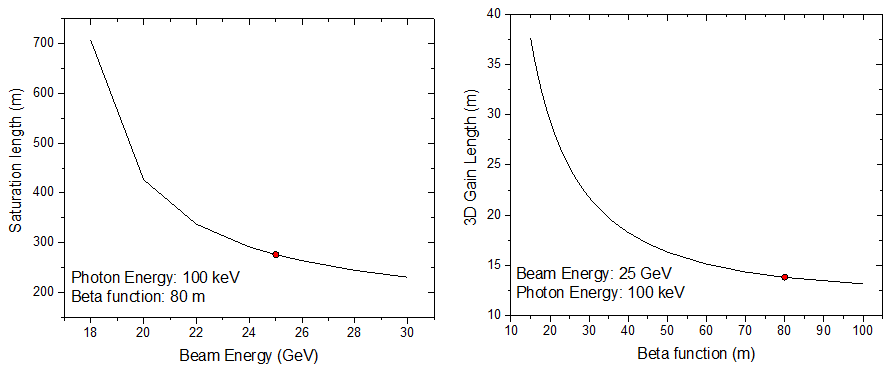 700
600
500
400
300
200
Saturation length (m)
Photon Energy: 100 keV
Beta function: 80 m
18 20 22 24 26 28 30
Beam Energy (GeV)
40
35
30
25
20
15
10
3D Gain Length (m)
Beam Energy: 25 GeV
Photon Energy: 100 keV
10 20 30 40 50 60 70 80 90 100
Beta function (m)